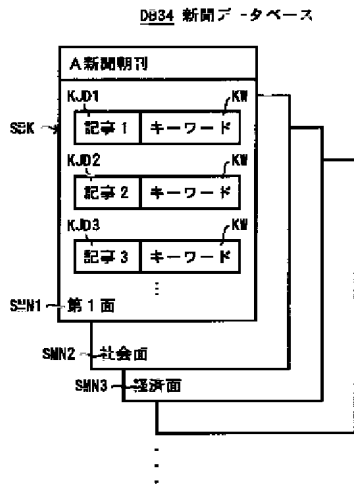 DB34 新聞データベース
A新聞朝刊
KJD1 KW
SBK
記事1 キーワード
KJD2 KW
記事2 キーワード
KJD3 KW
記事3 キーワード
⋮
SMN1 第1面
SMN2 社会面
SMN3 経済面
⋮